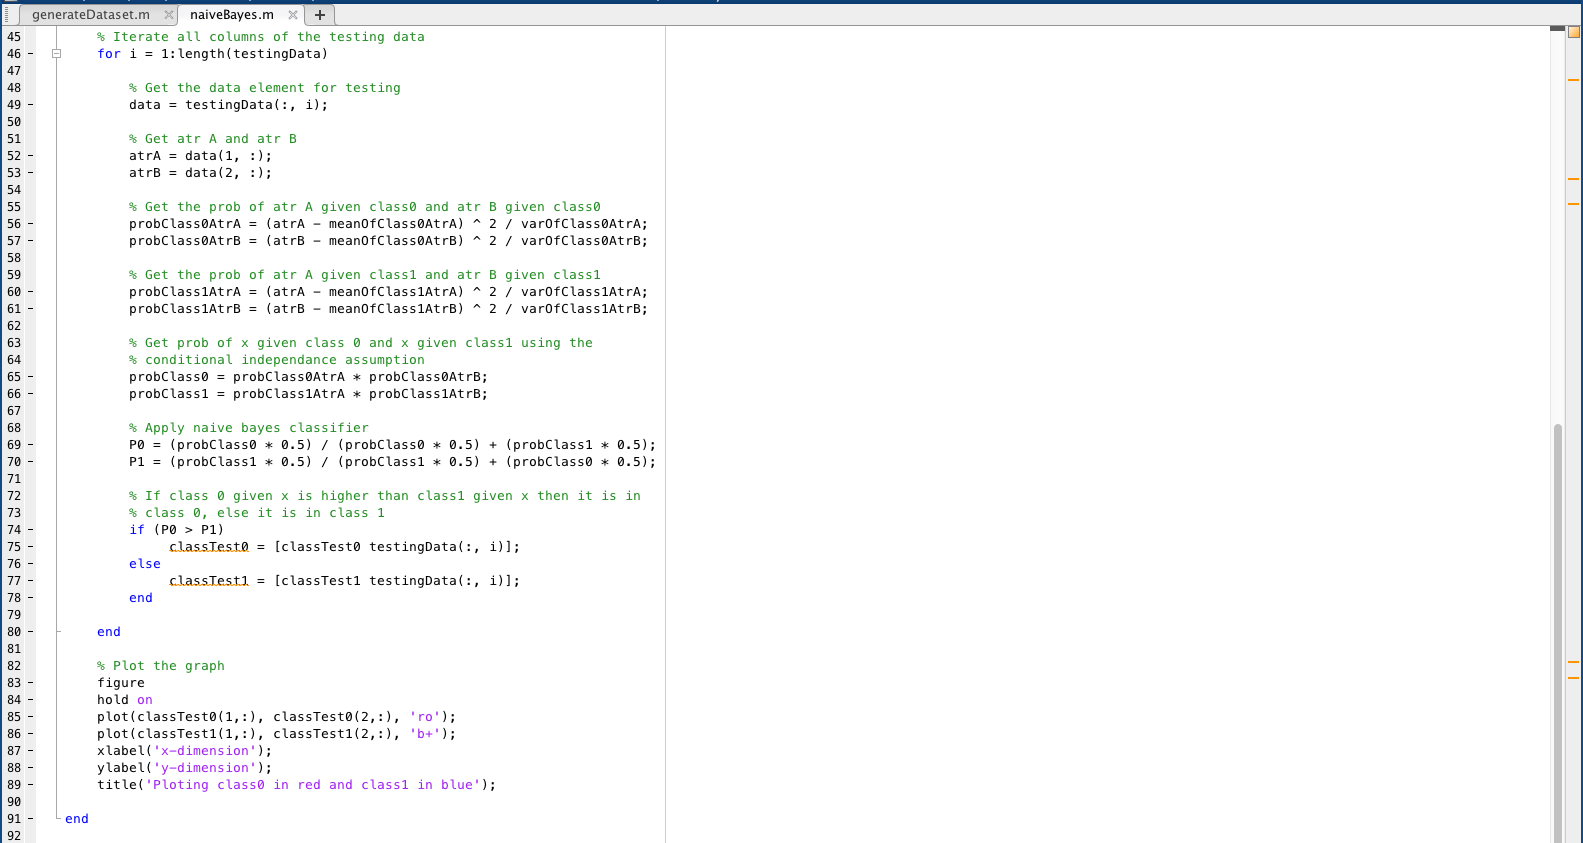 generateDataset.m × naiveBayes.m × +
45 % Iterate all columns of the testing data
46 - for i = 1:length(testingData)
47
48 % Get the data element for testing
49 - data = testingData(:, i);
50
51 % Get atr A and atr B
52 - atrA = data(1, :);
53 - atrB = data(2, :);
54
55 % Get the prob of atr A given class0 and atr B given class0
56 - probClass0AtrA = (atrA - meanOfClass0AtrA) ^ 2 / varOfClass0AtrA;
57 - probClass0AtrB = (atrB - meanOfClass0AtrB) ^ 2 / varOfClass0AtrB;
58
59 % Get the prob of atr A given class1 and atr B given class1
60 - probClass1AtrA = (atrA - meanOfClass1AtrA) ^ 2 / varOfClass1AtrA;
61 - probClass1AtrB = (atrB - meanOfClass1AtrB) ^ 2 / varOfClass1AtrB;
62
63 % Get prob of x given class 0 and x given class1 using the
64 % conditional independance assumption
65 - probClass0 = probClass0AtrA * probClass0AtrB;
66 - probClass1 = probClass1AtrA * probClass1AtrB;
67
68 % Apply naive bayes classifier
69 - P0 = (probClass0 * 0.5) / (probClass0 * 0.5) + (probClass1 * 0.5);
70 - P1 = (probClass1 * 0.5) / (probClass1 * 0.5) + (probClass0 * 0.5);
71
72 % If class 0 given x is higher than class1 given x then it is in
73 % class 0, else it is in class 1
74 - if (P0 > P1)
75 - classTest0 = [classTest0 testingData(:, i)];
76 - else
77 - classTest1 = [classTest1 testingData(:, i)];
78 - end
79
80 - end
81
82 % Plot the graph
83 - figure
84 - hold on
85 - plot(classTest0(1,:), classTest0(2,:), 'ro');
86 - plot(classTest1(1,:), classTest1(2,:), 'b+');
87 - xlabel('x-dimension');
88 - ylabel('y-dimension');
89 - title('Ploting class0 in red and class1 in blue');
90
91 - end
92